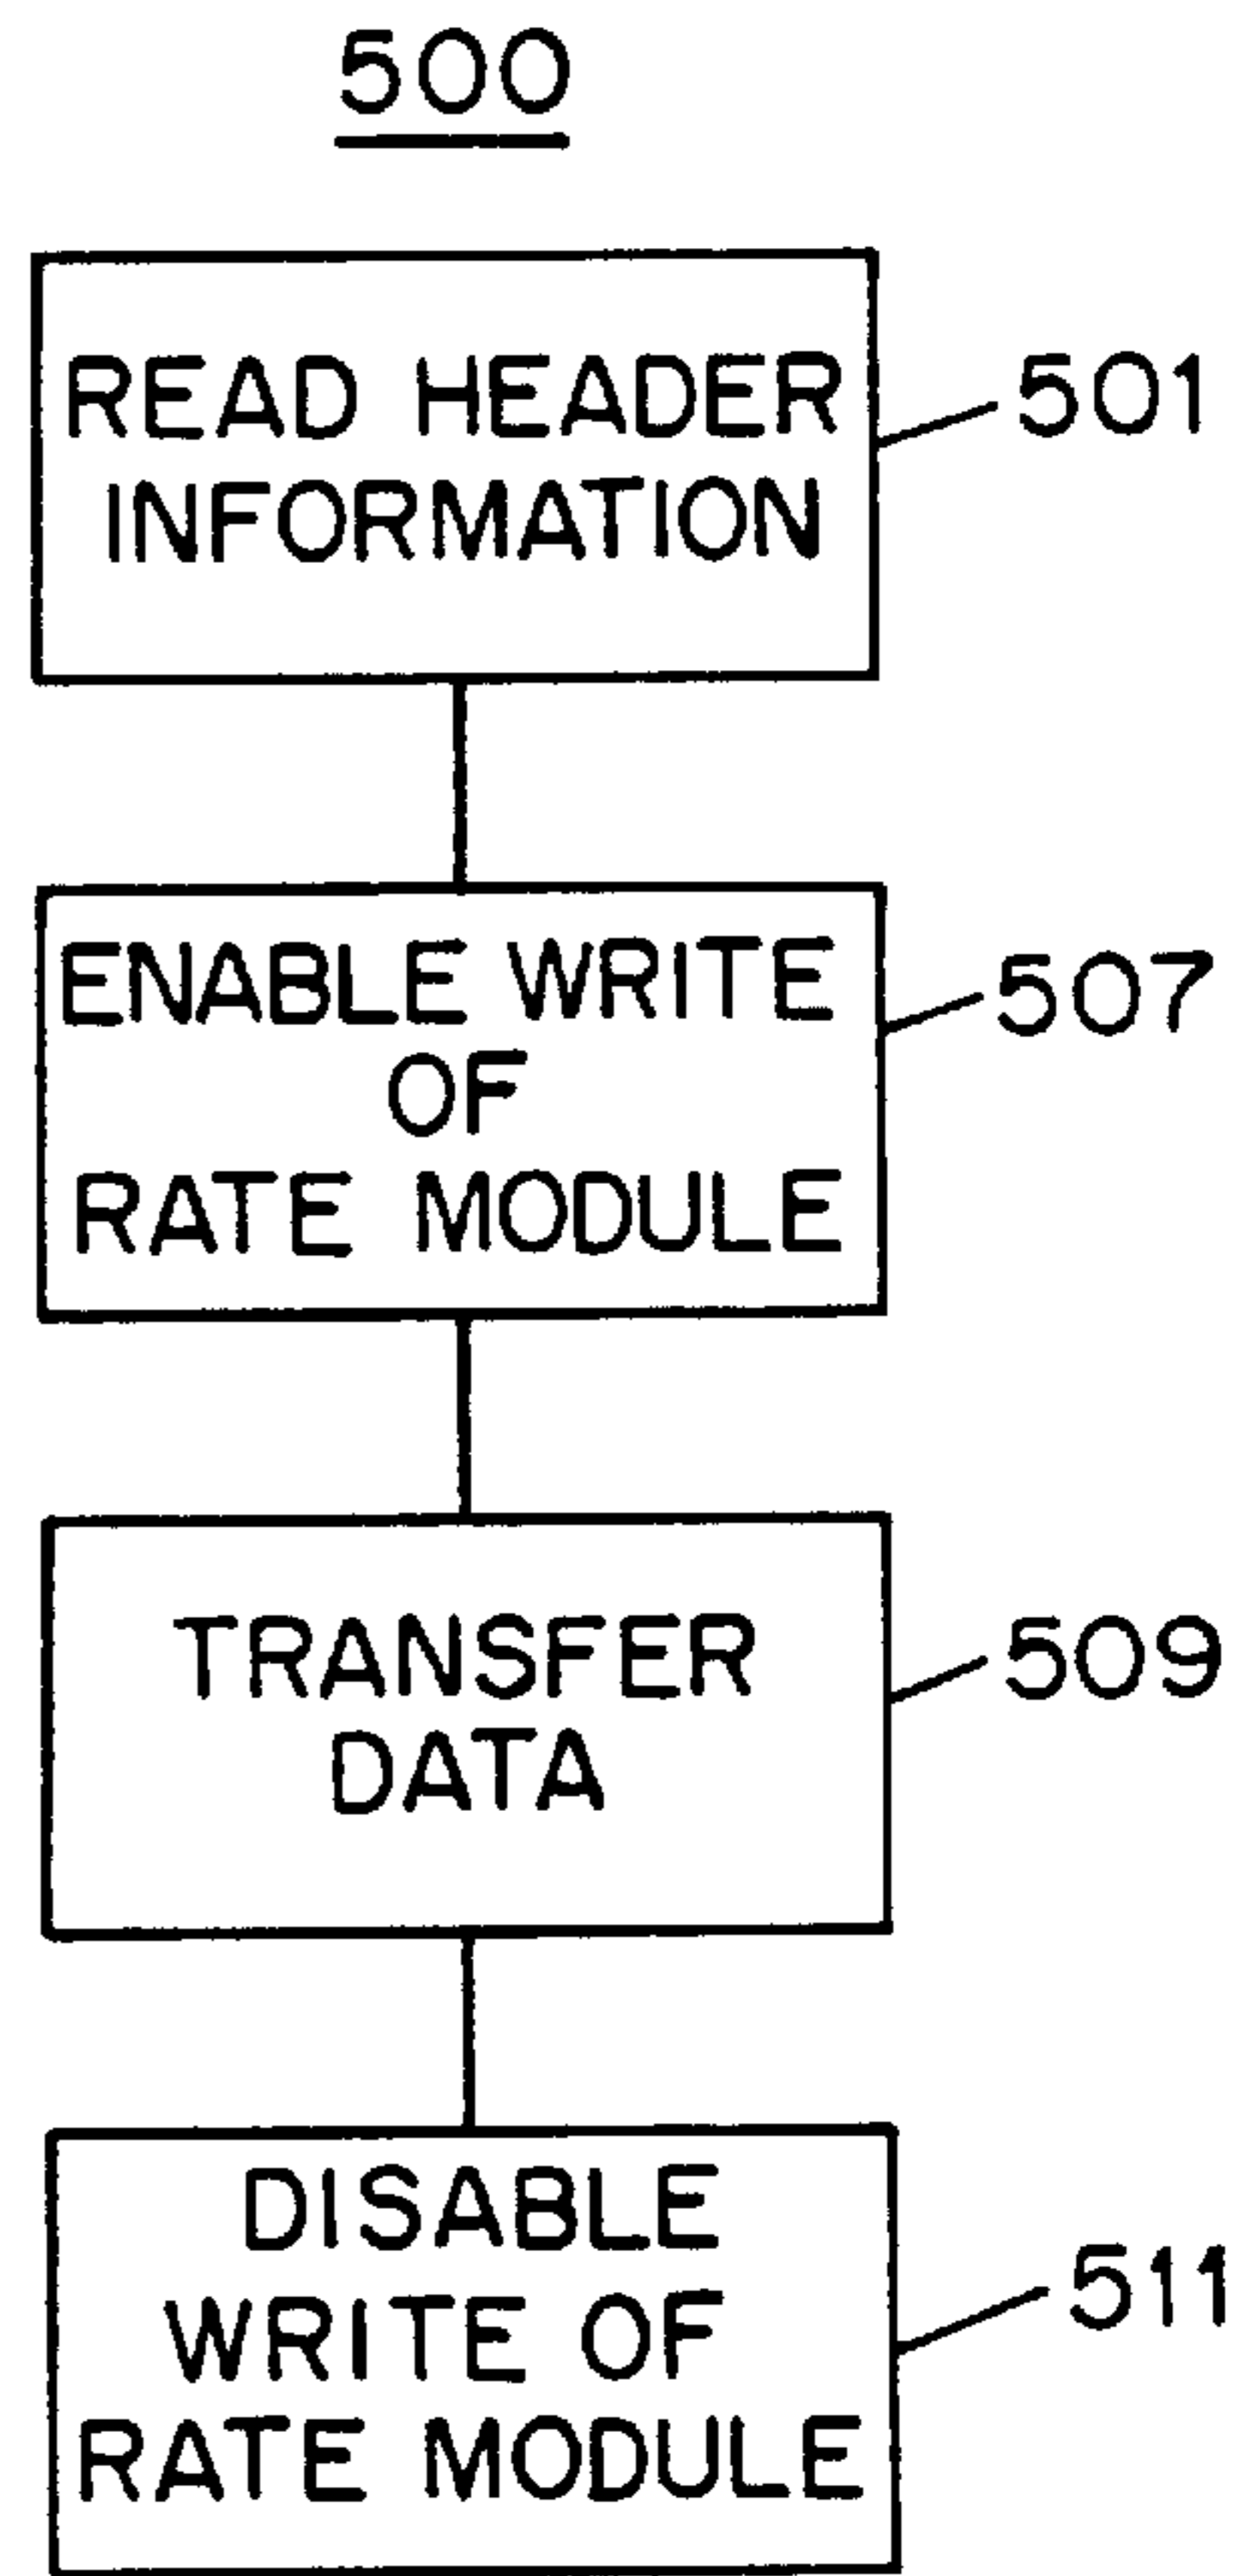 500
READ HEADER
INFORMATION
501
ENABLE WRITE
OF
RATE MODULE
507
TRANSFER
DATA
509
DISABLE
WRITE OF
RATE MODULE
511